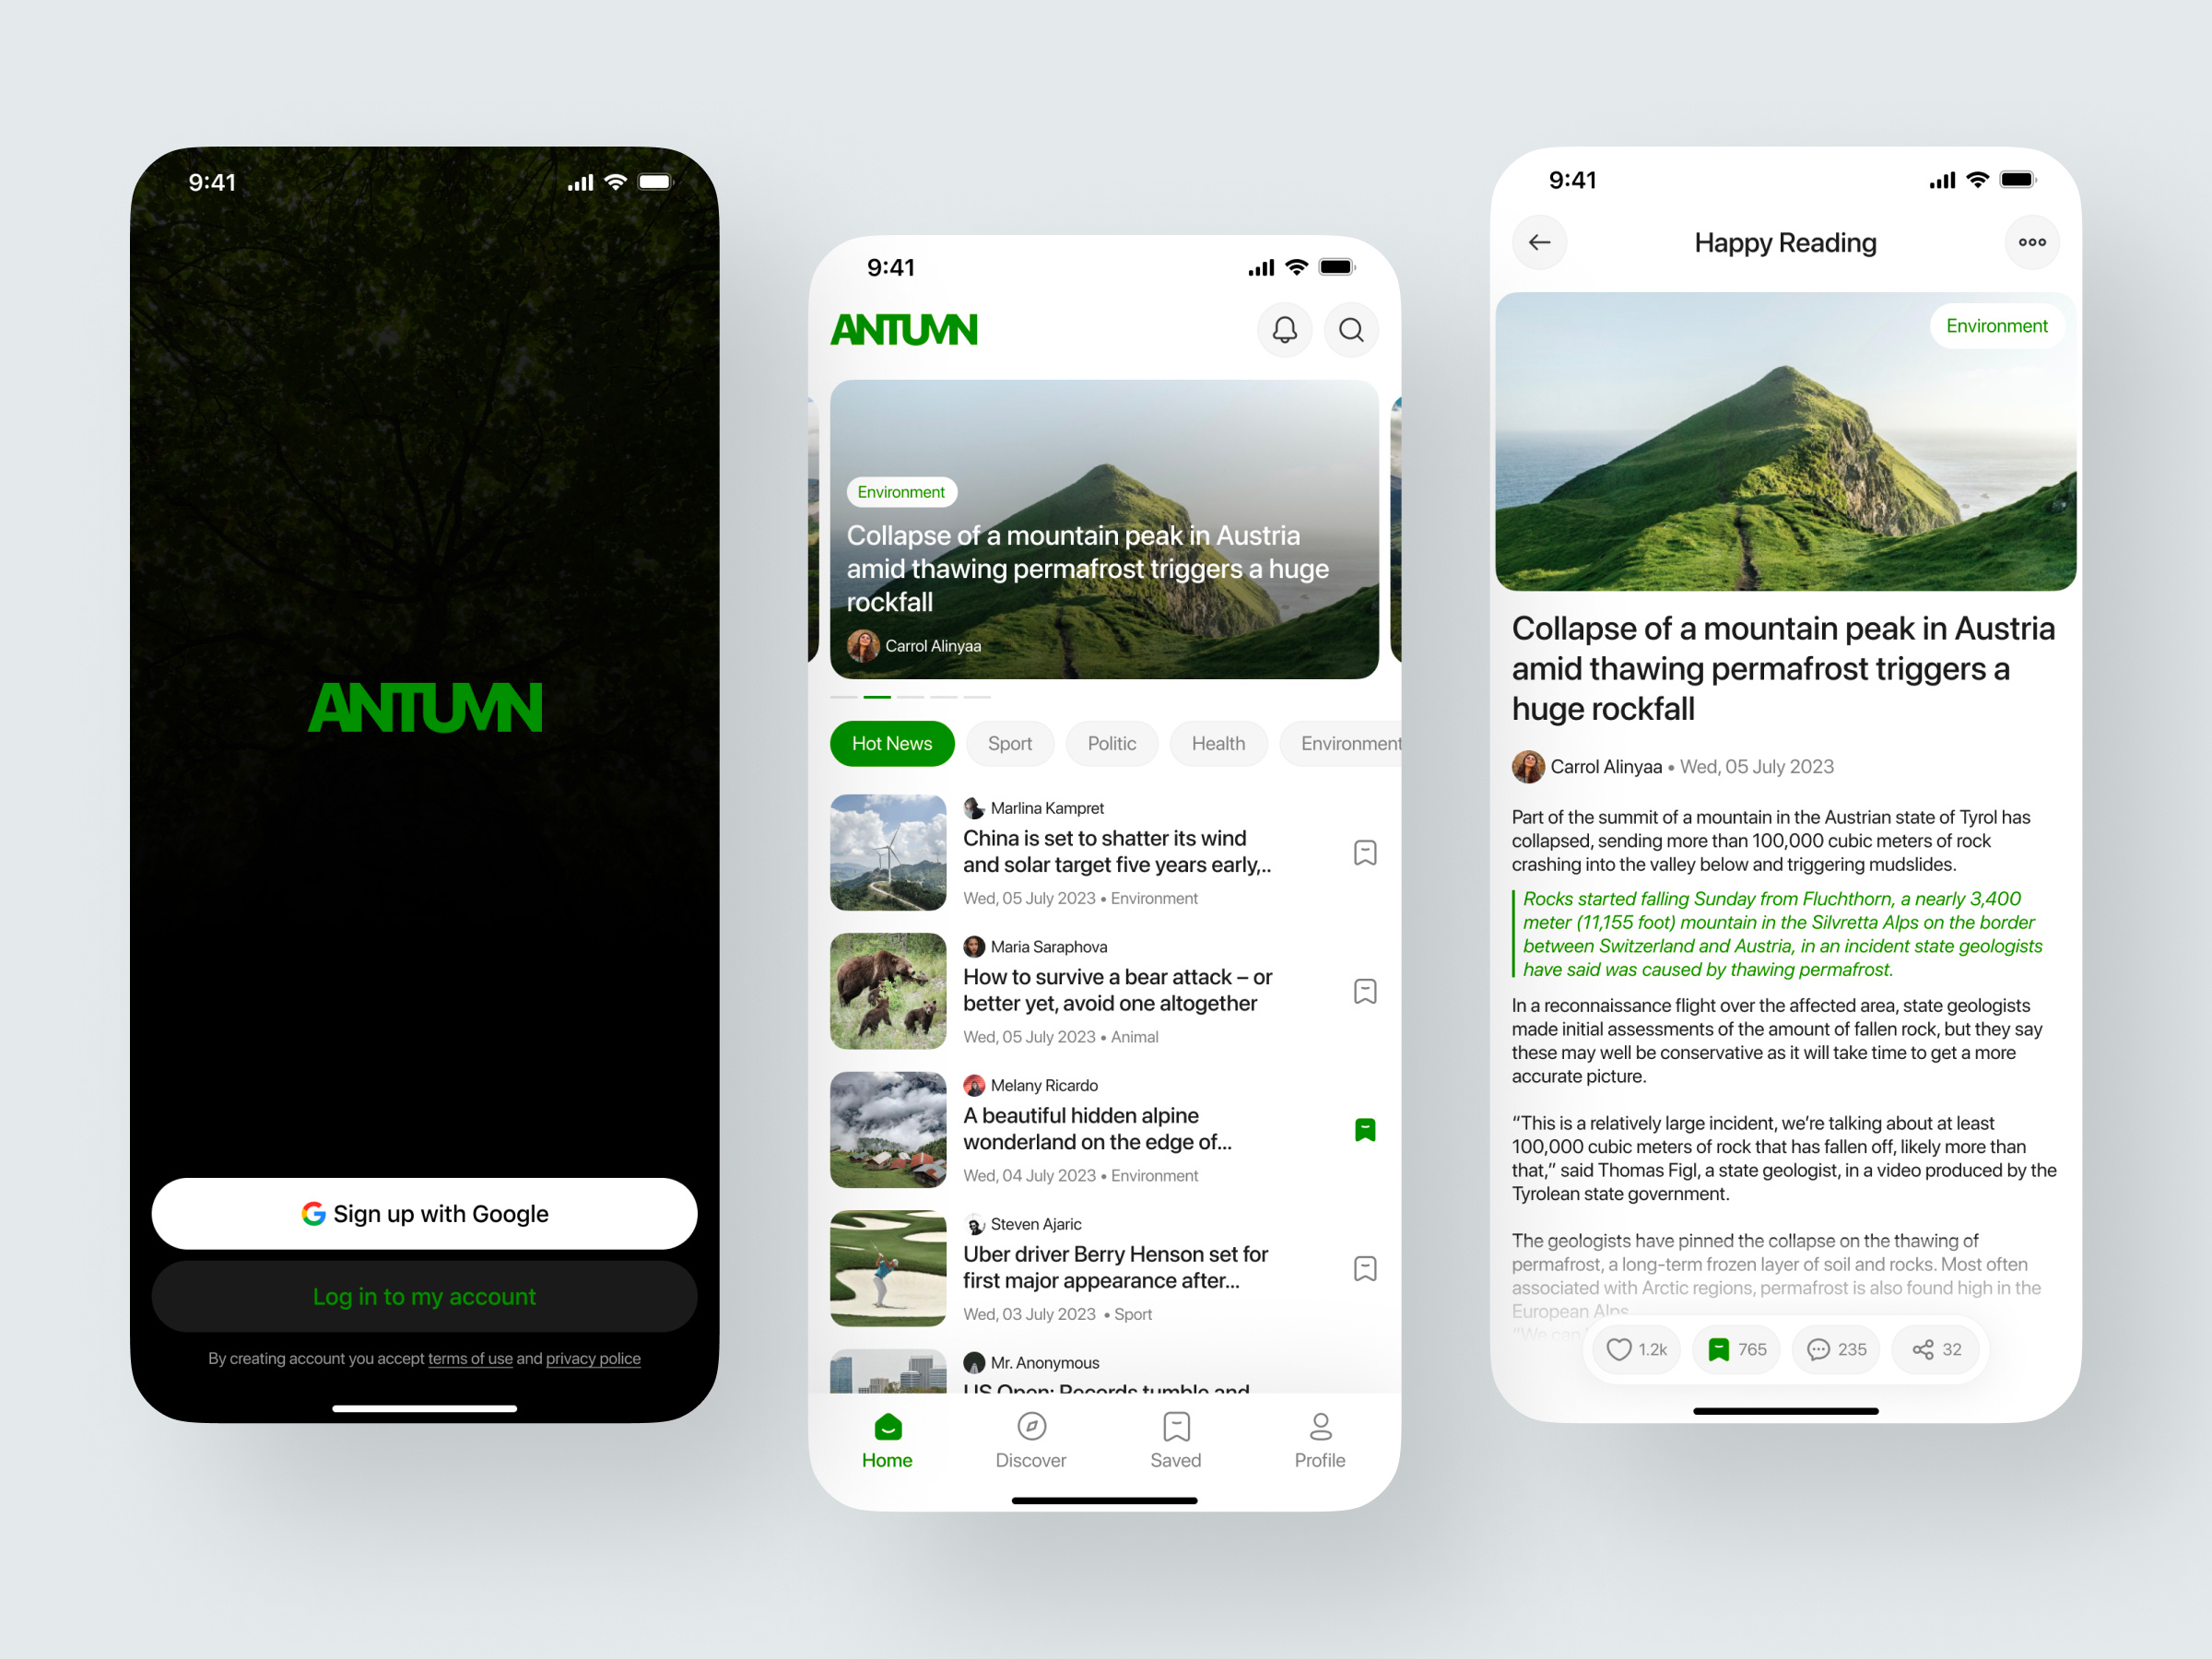 9:41
ANTUMN
Sign up with Google
Log in to my account
By creating account you accept terms of use and privacy police
9:41
ANTUMN
Environment
Collapse of a mountain peak in Austria
amid thawing permafrost triggers a huge
rockfall
Carrol Alinyaa
Hot News
Sport
Politic
Health
Environment
Marlina Kampret
China is set to shatter its wind
and solar target five years early,..
Wed, 05 July 2023 • Environment
Maria Saraphova
How to survive a bear attack – or
better yet, avoid one altogether
Wed, 05 July 2023 • Animal
Melany Ricardo
A beautiful hidden alpine
wonderland on the edge of...
Wed, 04 July 2023 • Environment
Steven Ajaric
Uber driver Berry Henson set for
first major appearance after...
Wed, 03 July 2023 • Sport
Mr. Anonymous
US Open: Records tumble and
Home
Discover
Saved
Profile
9:41
Happy Reading
Environment
Collapse of a mountain peak in Austria
amid thawing permafrost triggers a
huge rockfall
Carrol Alinyaa • Wed, 05 July 2023
Part of the summit of a mountain in the Austrian state of Tyrol has
collapsed, sending more than 100,000 cubic meters of rock
crashing into the valley below and triggering mudslides.
Rocks started falling Sunday from Fluchthorn, a nearly 3,400
meter (11,155 foot) mountain in the Silvretta Alps on the border
between Switzerland and Austria, in an incident state geologists
have said was caused by thawing permafrost.
In a reconnaissance flight over the affected area, state geologists
made initial assessments of the amount of fallen rock, but they say
these may well be conservative as it will take time to get a more
accurate picture.
“This is a relatively large incident, we’re talking about at least
100,000 cubic meters of rock that has fallen off, likely more than
that,” said Thomas Figl, a state geologist, in a video produced by the
Tyrolean state government.
The geologists have pinned the collapse on the thawing of
permafrost, a long-term frozen layer of soil and rocks. Most often
associated with Arctic regions, permafrost is also found high in the
European Alps.
“We can
1.2k
765
235
32